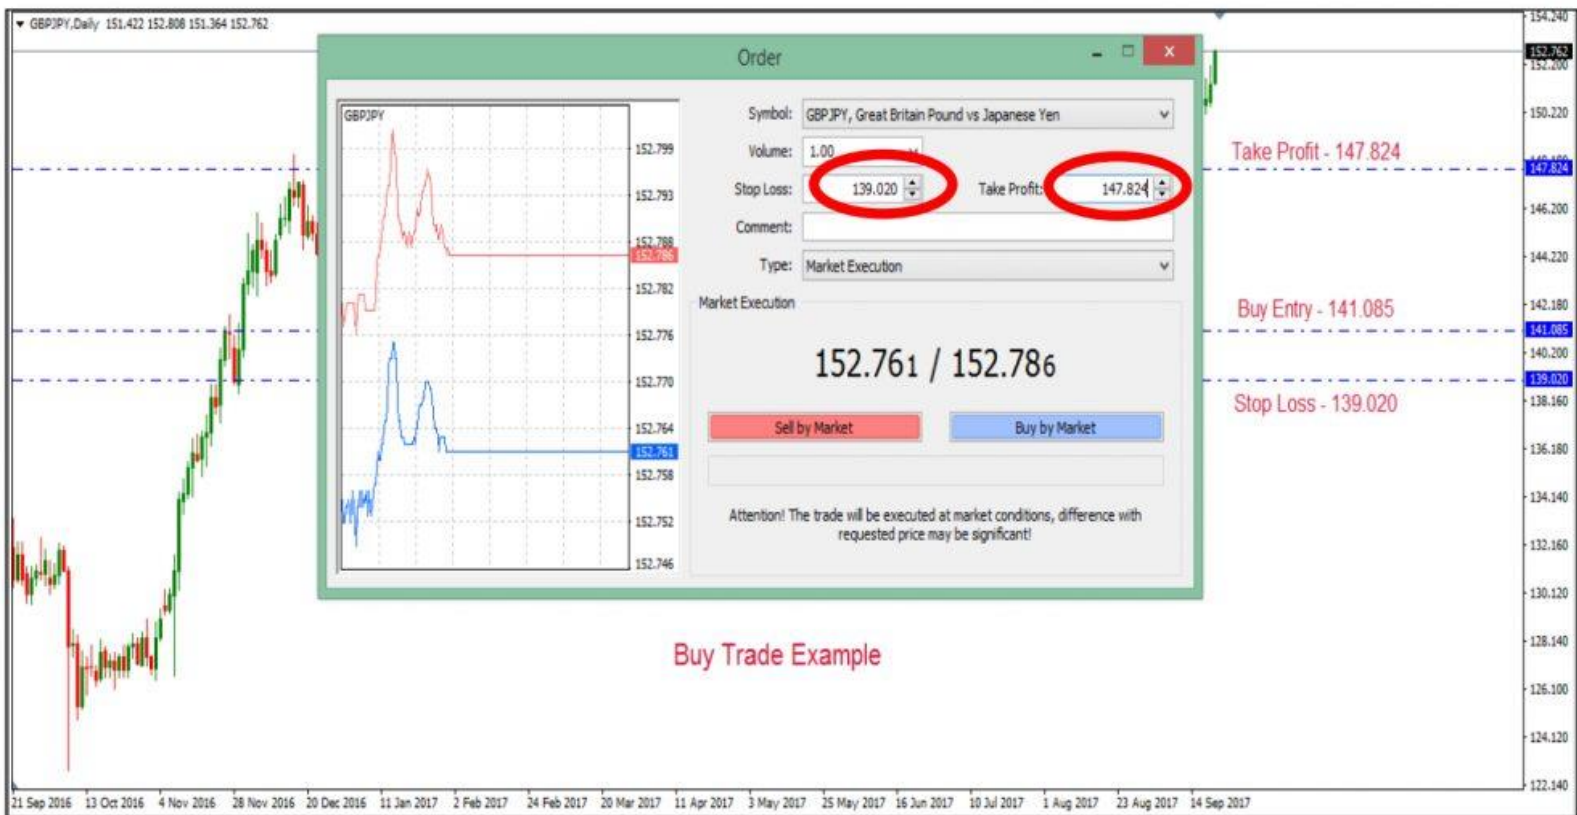 GBPJPY,Daily 151.422 152.808 151.364 152.762
Order
GBPJPY
152.799
152.793
152.788
152.786
152.782
152.776
152.770
152.764
152.761
152.758
152.752
152.746
Symbol: GBPJPY, Great Britain Pound vs Japanese Yen
Volume: 1.00
Stop Loss: 139.020 Take Profit: 147.824
Comment:
Type: Market Execution
Market Execution
152.761 / 152.786
Sell by Market Buy by Market
Attention! The trade will be executed at market conditions, difference with
requested price may be significant!
Take Profit - 147.824
Buy Entry - 141.085
Stop Loss - 139.020
Buy Trade Example
154.240
152.762
152.200
150.220
147.824
146.200
144.220
142.180
141.085
140.200
139.020
138.160
136.180
134.140
132.160
130.120
128.140
126.100
124.120
122.140
21 Sep 2016 13 Oct 2016 4 Nov 2016 28 Nov 2016 20 Dec 2016 11 Jan 2017 2 Feb 2017 24 Feb 2017 20 Mar 2017 11 Apr 2017 3 May 2017 25 May 2017 16 Jun 2017 10 Jul 2017 1 Aug 2017 23 Aug 2017 14 Sep 2017